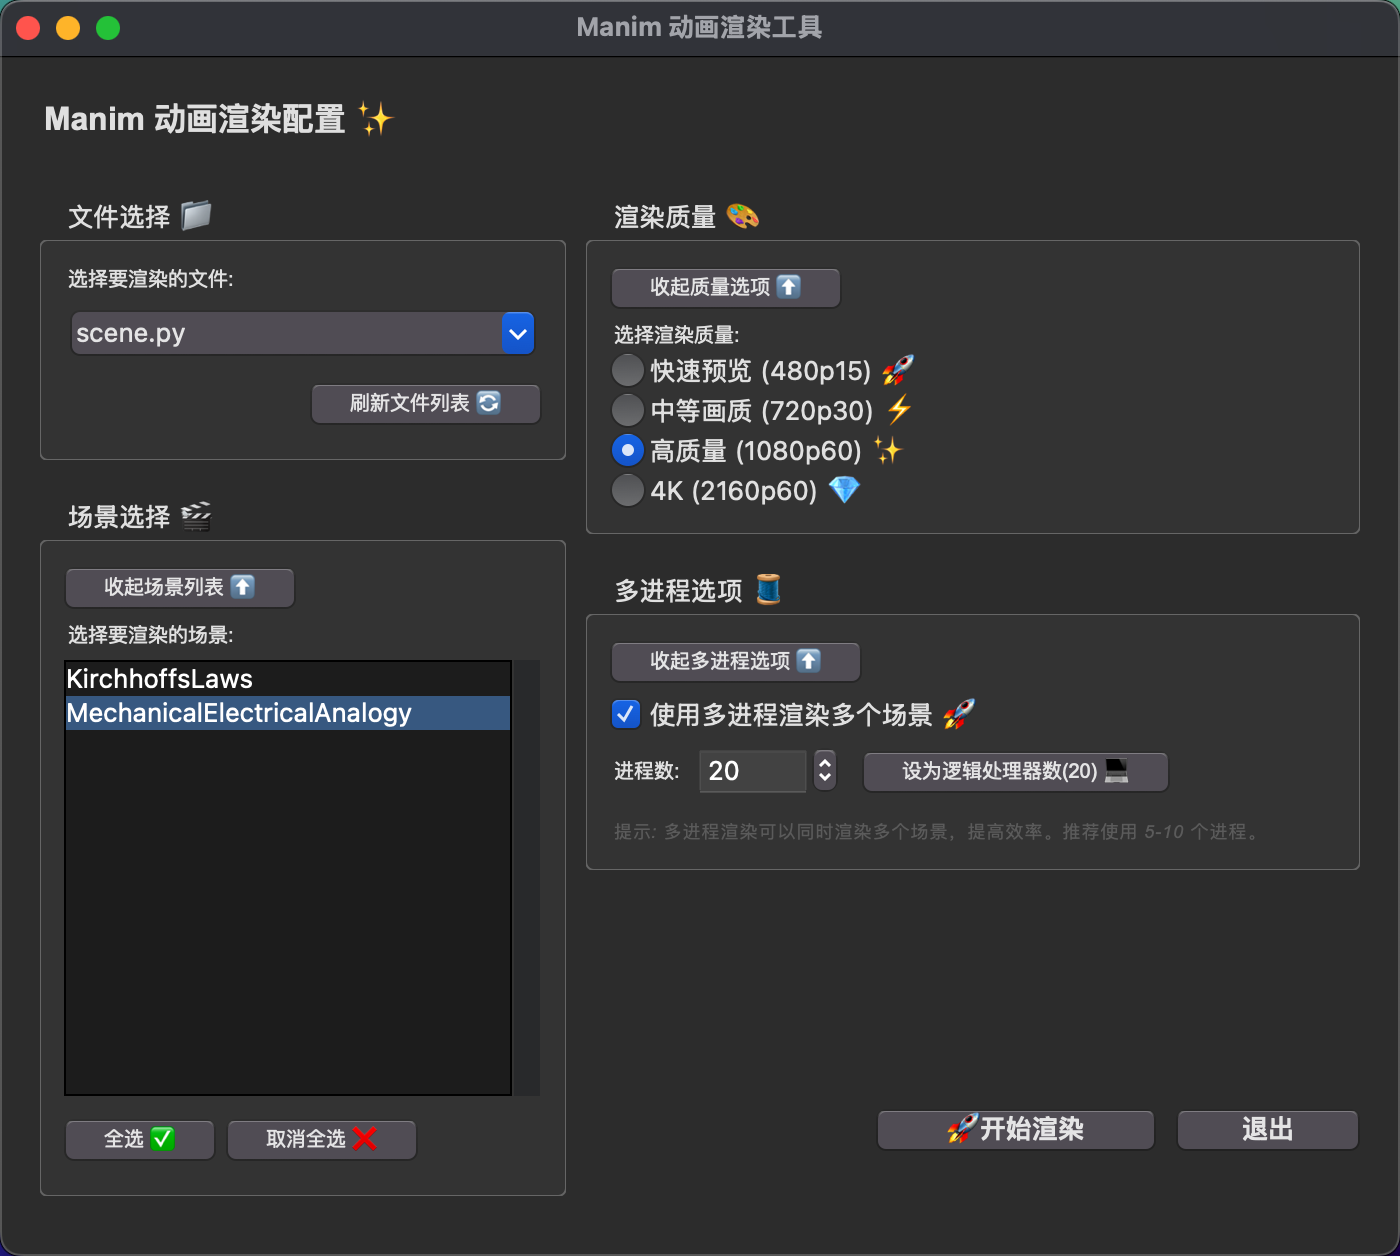 Manim 动画渲染工具
Manim 动画渲染配置 ✨
文件选择 📁
选择要渲染的文件:
scene.py
刷新文件列表 🔄
场景选择 🎬
收起场景列表 ⬆️
选择要渲染的场景:
KirchhoffsLaws
MechanicalElectricalAnalogy
全选 ✅
取消全选 ❌
渲染质量 🎨
收起质量选项 ⬆️
选择渲染质量:
快速预览 (480p15) 🚀
中等画质 (720p30) ⚡
高质量 (1080p60) ✨
4K (2160p60) 💎
多进程选项 🧵
收起多进程选项 ⬆️
使用多进程渲染多个场景 🚀
进程数:
20
设为逻辑处理器数(20) 💻
提示: 多进程渲染可以同时渲染多个场景，提高效率。推荐使用 5-10 个进程。
🚀开始渲染
退出